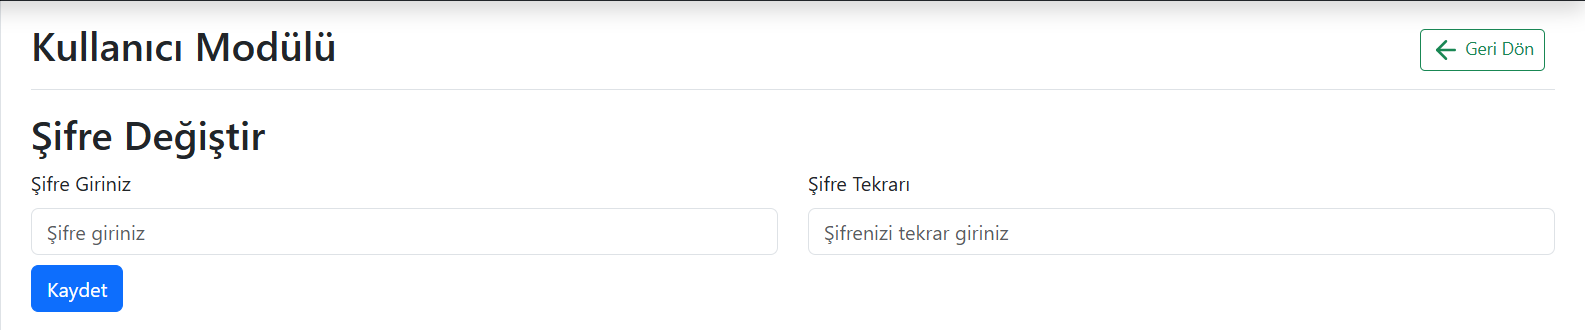 Kullanıcı Modülü
Geri Dön
Şifre Değiştir
Şifre Giriniz
Şifre Tekrarı
Şifre giriniz
Şifrenizi tekrar giriniz
Kaydet